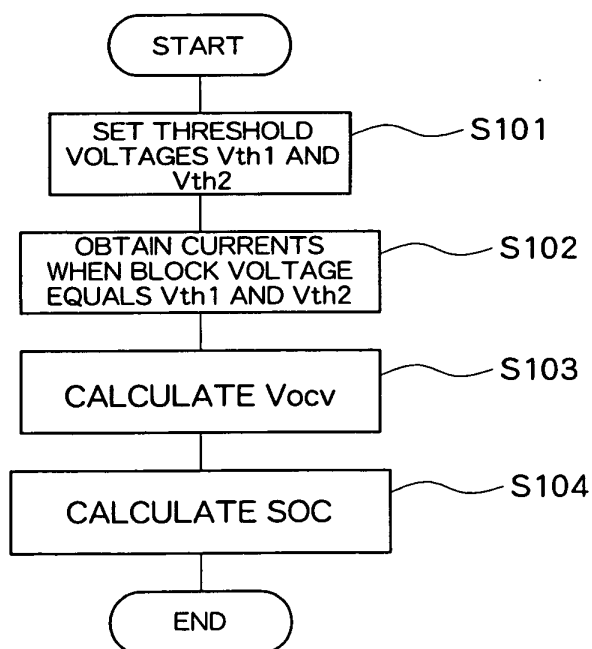 START
SET THRESHOLD
VOLTAGES Vth1 AND
Vth2
S101
OBTAIN CURRENTS
WHEN BLOCK VOLTAGE
EQUALS Vth1 AND Vth2
S102
CALCULATE Vocv
S103
CALCULATE SOC
S104
END